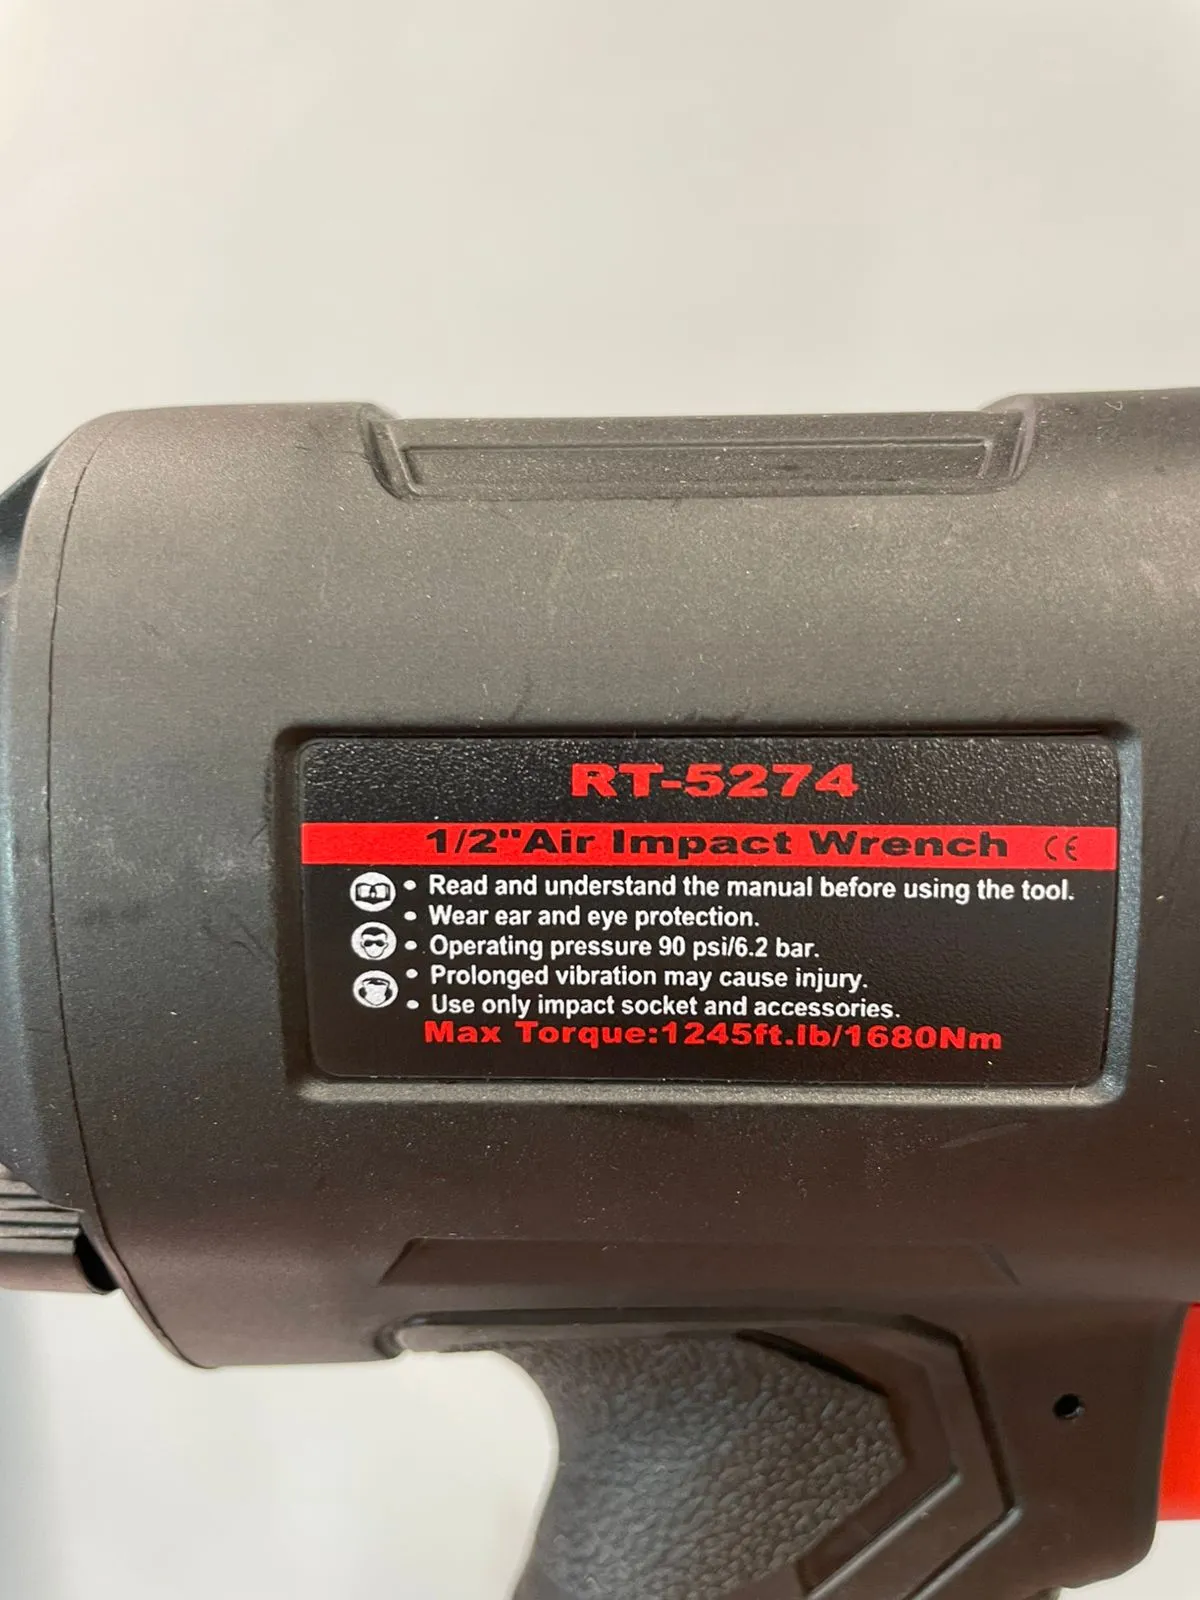 RT-5274
1/2"Air Impact Wrench CE
• Read and understand the manual before using the tool.
• Wear ear and eye protection.
• Operating pressure 90 psi/6.2 bar.
• Prolonged vibration may cause injury.
• Use only impact socket and accessories.
Max Torque:1245ft.lb/1680Nm